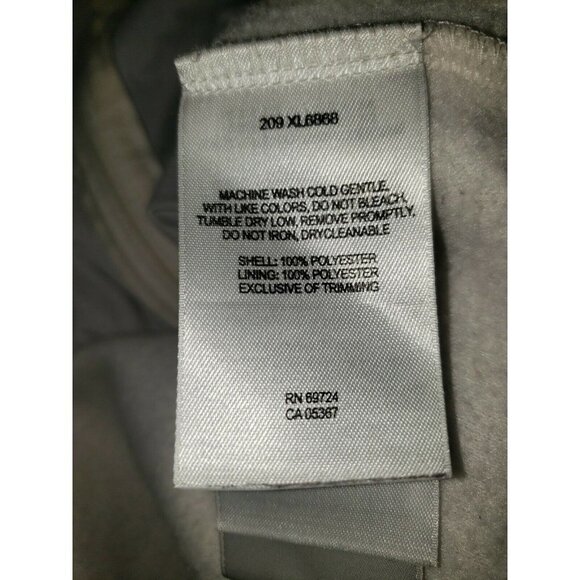 209 XL6868
MACHINE WASH COLD GENTLE,
WITH LIKE COLORS, DO NOT BLEACH,
TUMBLE DRY LOW, REMOVE PROMPTLY,
DO NOT IRON, DRYCLEANABLE
SHELL: 100% POLYESTER
LINING: 100% POLYESTER
EXCLUSIVE OF TRIMMING
RN 69724
CA 05367